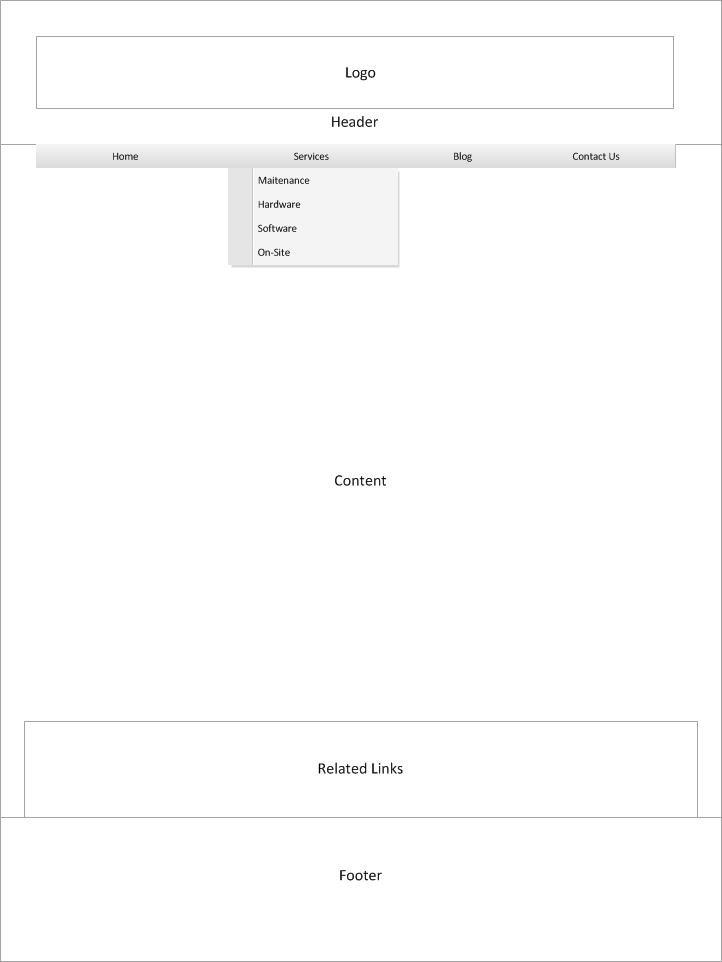 Logo
Header
Home Services Blog Contact Us
Maitenance
Hardware
Software
On-Site
Content
Related Links
Footer